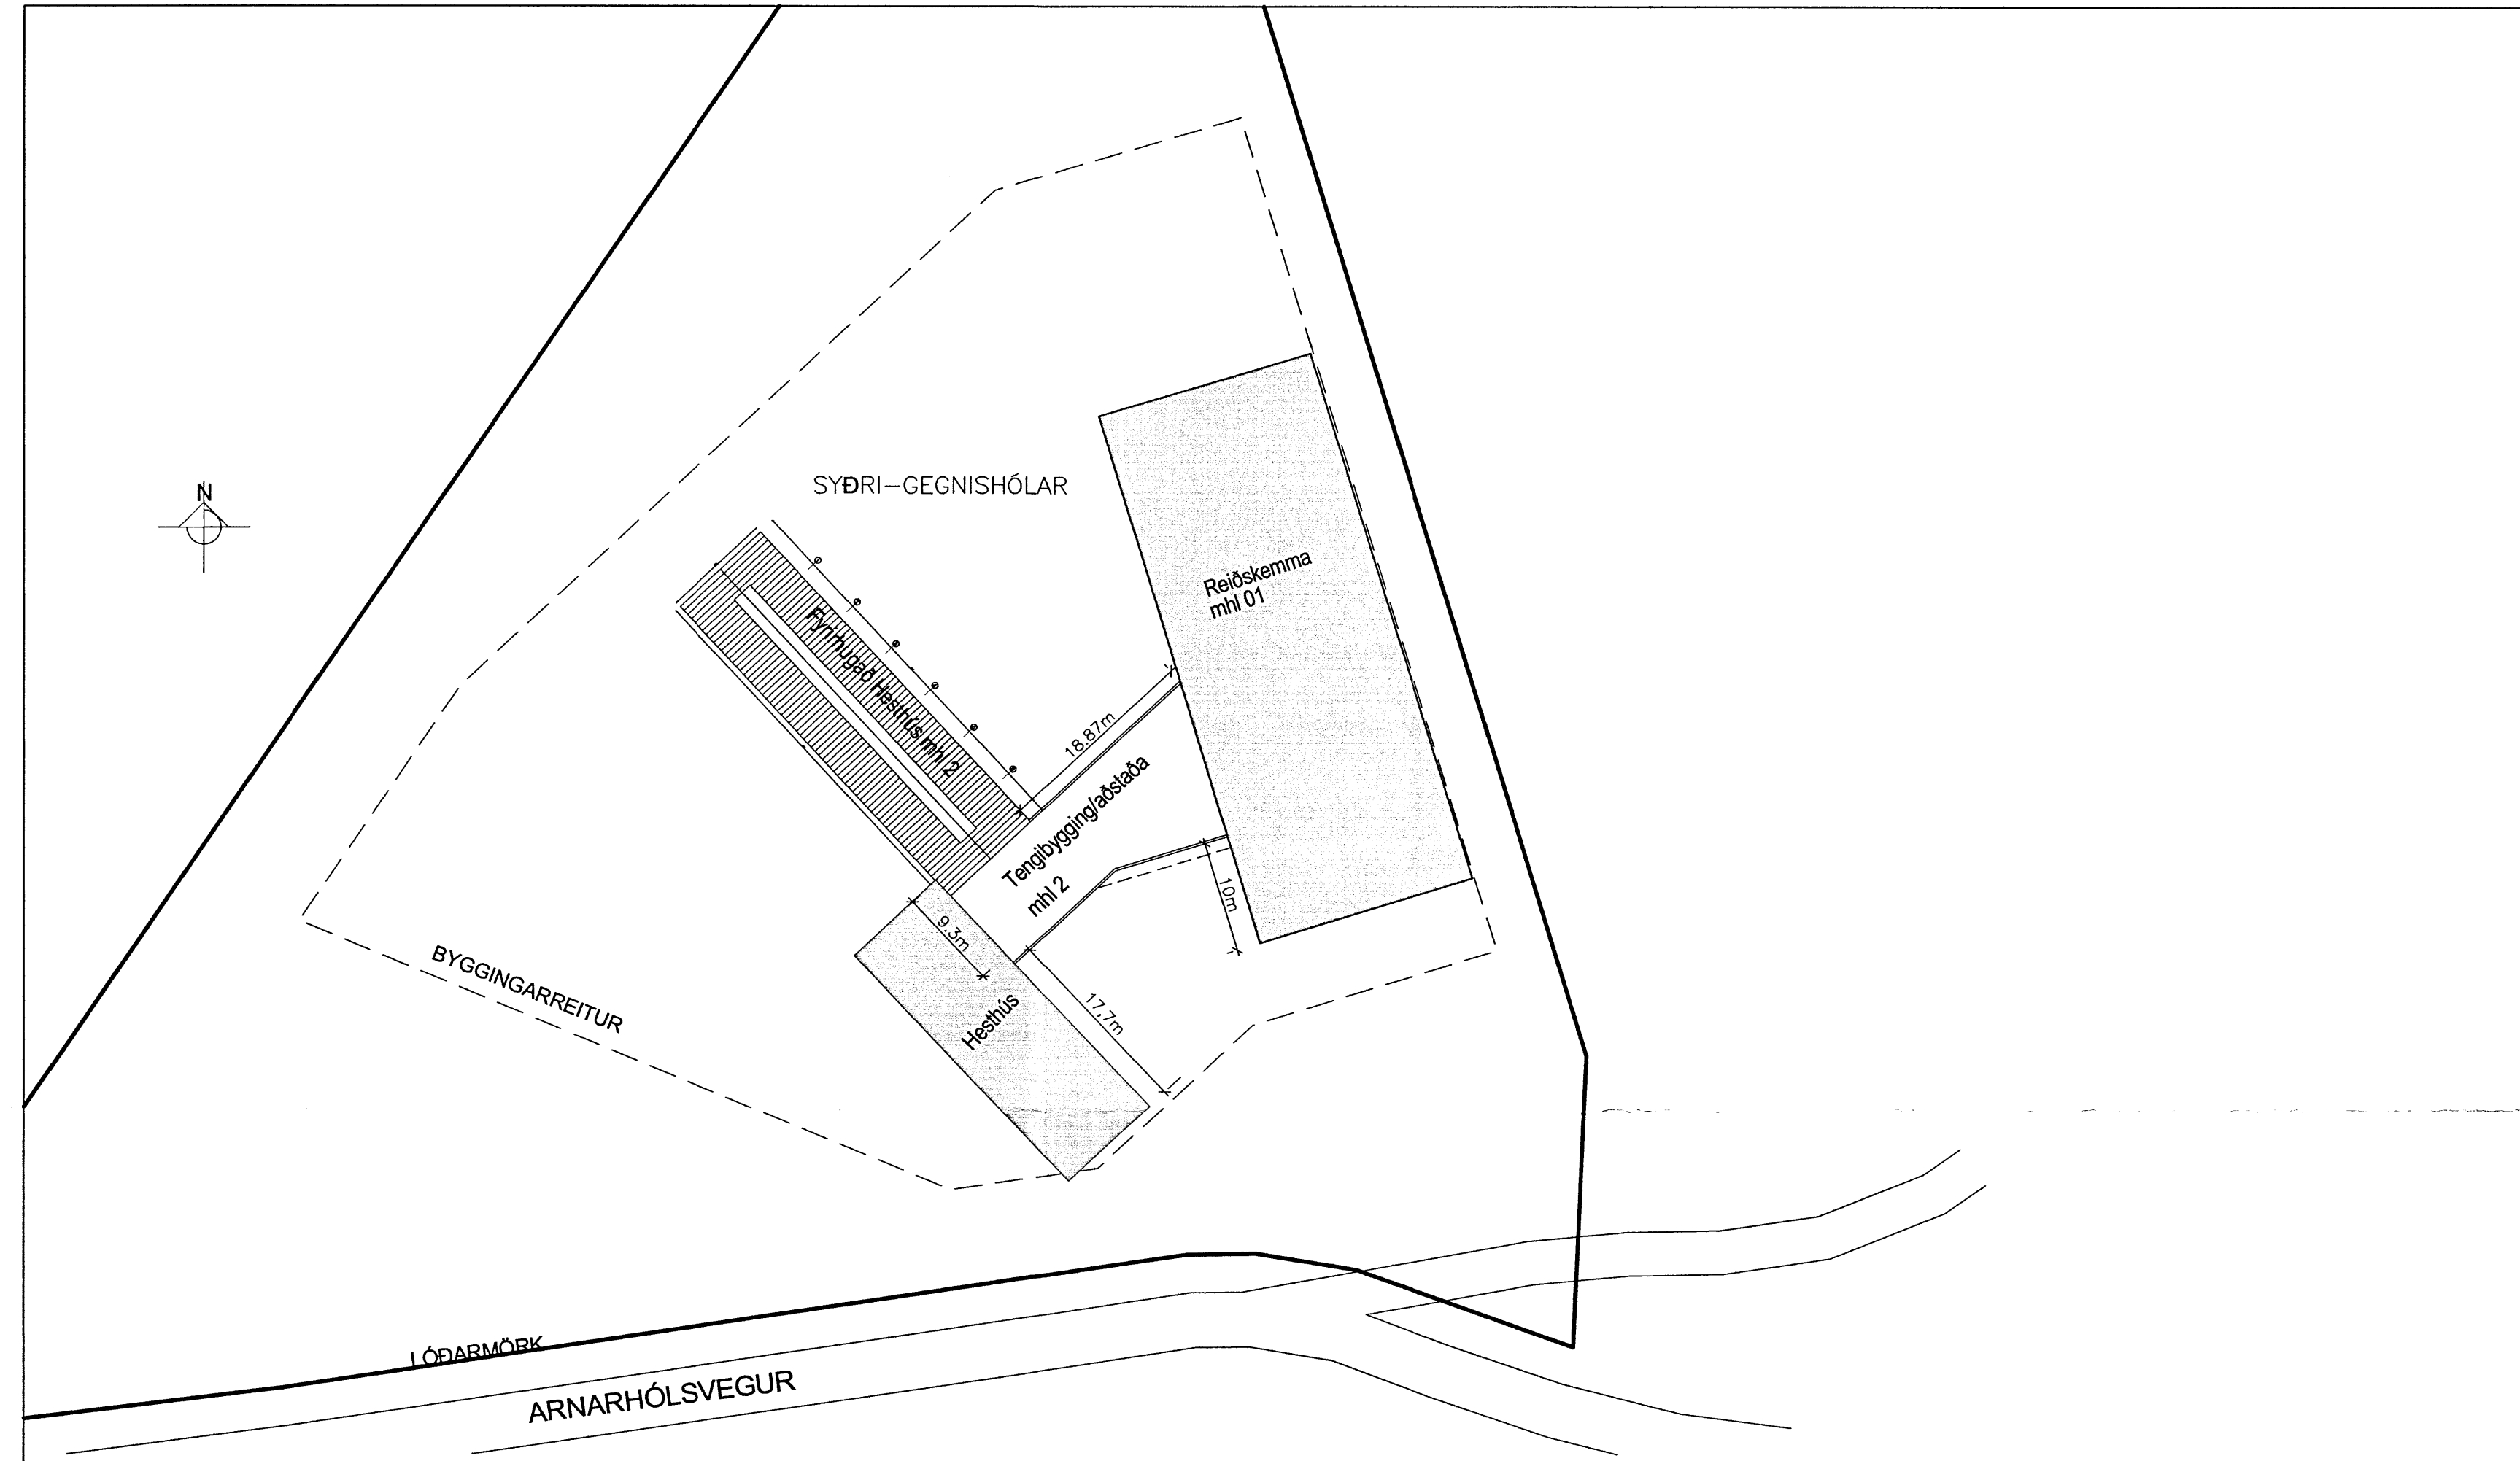 N
SYÐRI-GEGNISHÓLAR
Reiðskemma
mhl 01
Fyrirhugað Hesthús mhl 2
18.87m
Tengibygging/aðstaða
mhl 2
10m
9.3m
Hesthús
17,7m
BYGGINGARREITUR
LÓÐARMÖRK
ARNARHÓLSVEGUR